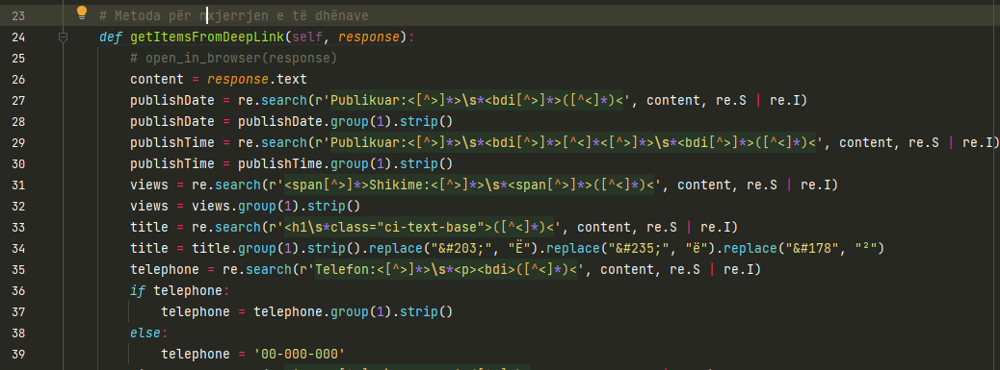 23 # Metoda për nxjerrjen e të dhënave
24 def getItemsFromDeepLink(self, response):
25 # open_in_browser(response)
26 content = response.text
27 publishDate = re.search(r'Publikuar:<[^>]*>\s*<bdi[^>]*>([^<]*)<', content, re.S | re.I)
28 publishDate = publishDate.group(1).strip()
29 publishTime = re.search(r'Publikuar:<[^>]*>\s*<bdi[^>]*>[^<]*<[^>]*>\s*<bdi[^>]*>([^<]*)<', content, re.S | re.I)
30 publishTime = publishTime.group(1).strip()
31 views = re.search(r'<span[^>]*>Shikime:<[^>]*>\s*<span[^>]*>([^<]*)<', content, re.S | re.I)
32 views = views.group(1).strip()
33 title = re.search(r'<h1\s*class="ci-text-base">([^<]*)<', content, re.S | re.I)
34 title = title.group(1).strip().replace("&#203;", "Ë").replace("&#235;", "ë").replace("&#178", "²")
35 telephone = re.search(r'Telefon:<[^>]*>\s*<p><bdi>([^<]*)<', content, re.S | re.I)
36 if telephone:
37 telephone = telephone.group(1).strip()
38 else:
39 telephone = '00-000-000'